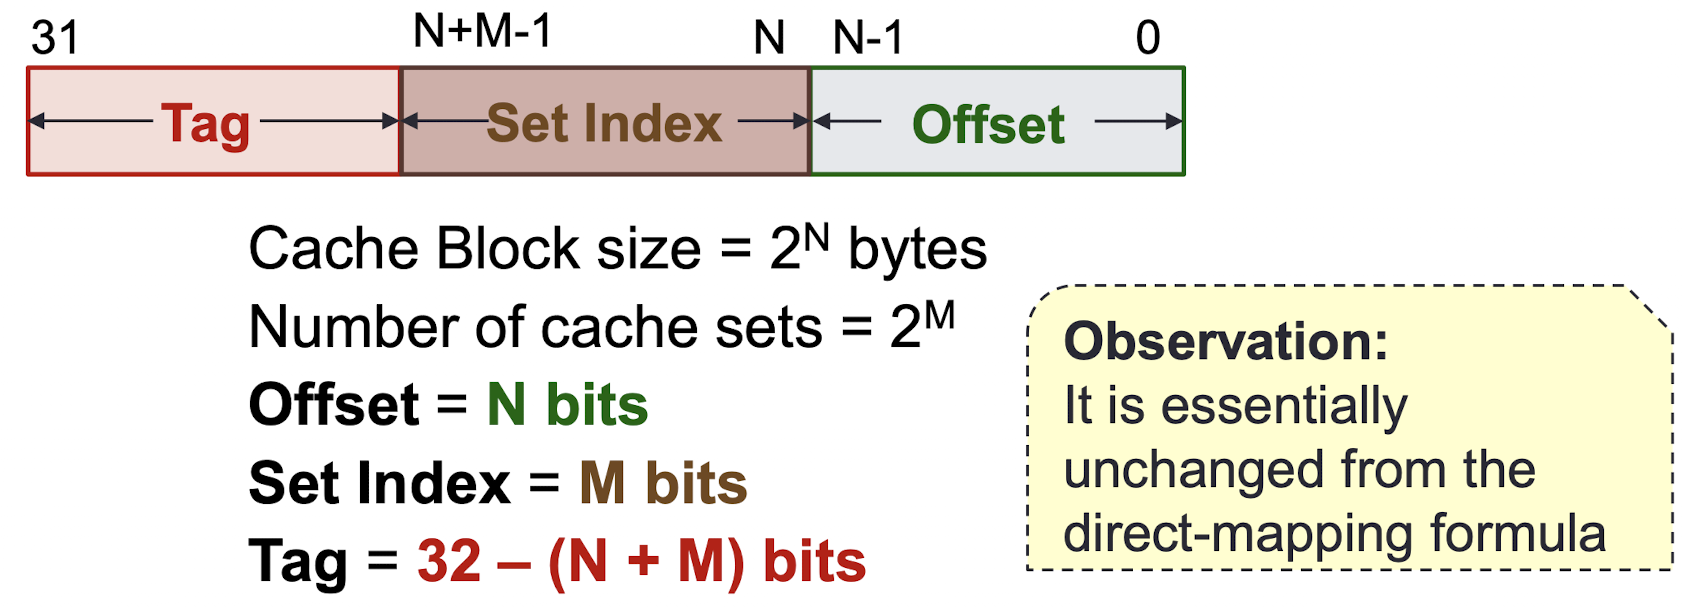 31 N+M-1 N N-1 0
Tag Set Index Offset
Cache Block size = 2^N bytes
Number of cache sets = 2^M
Offset = N bits
Set Index = M bits
Tag = 32 – (N + M) bits
Observation:
It is essentially
unchanged from the
direct-mapping formula